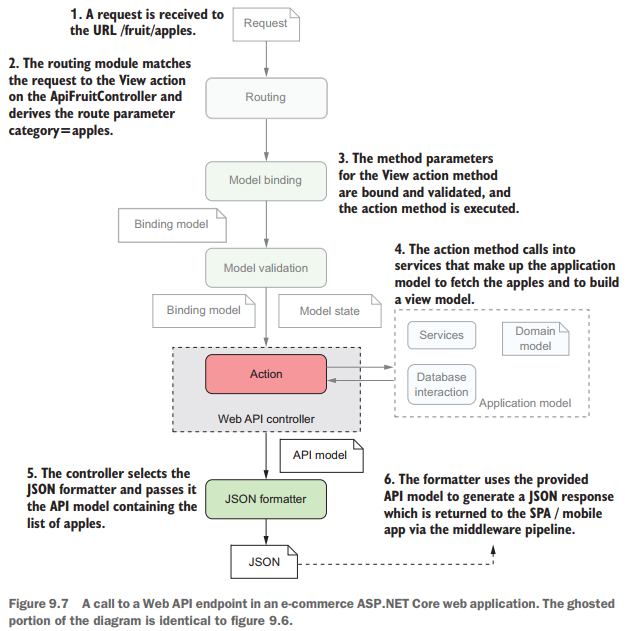 1. A request is received to
the URL /fruit/apples.
Request
2. The routing module matches
the request to the View action
on the ApiFruitController and
derives the route parameter
category=apples.
Routing
3. The method parameters
for the View action method
are bound and validated, and
the action method is executed.
Model binding
Binding model
Model validation
4. The action method calls into
services that make up the application
model to fetch the apples and to build
a view model.
Binding model
Model state
Services
Domain
model
Database
interaction
Application model
Action
Web API controller
API model
5. The controller selects the
JSON formatter and passes it
the API model containing the
list of apples.
JSON formatter
6. The formatter uses the provided
API model to generate a JSON response
which is returned to the SPA / mobile
app via the middleware pipeline.
JSON
Figure 9.7 A call to a Web API endpoint in an e-commerce ASP.NET Core web application. The ghosted
portion of the diagram is identical to figure 9.6.